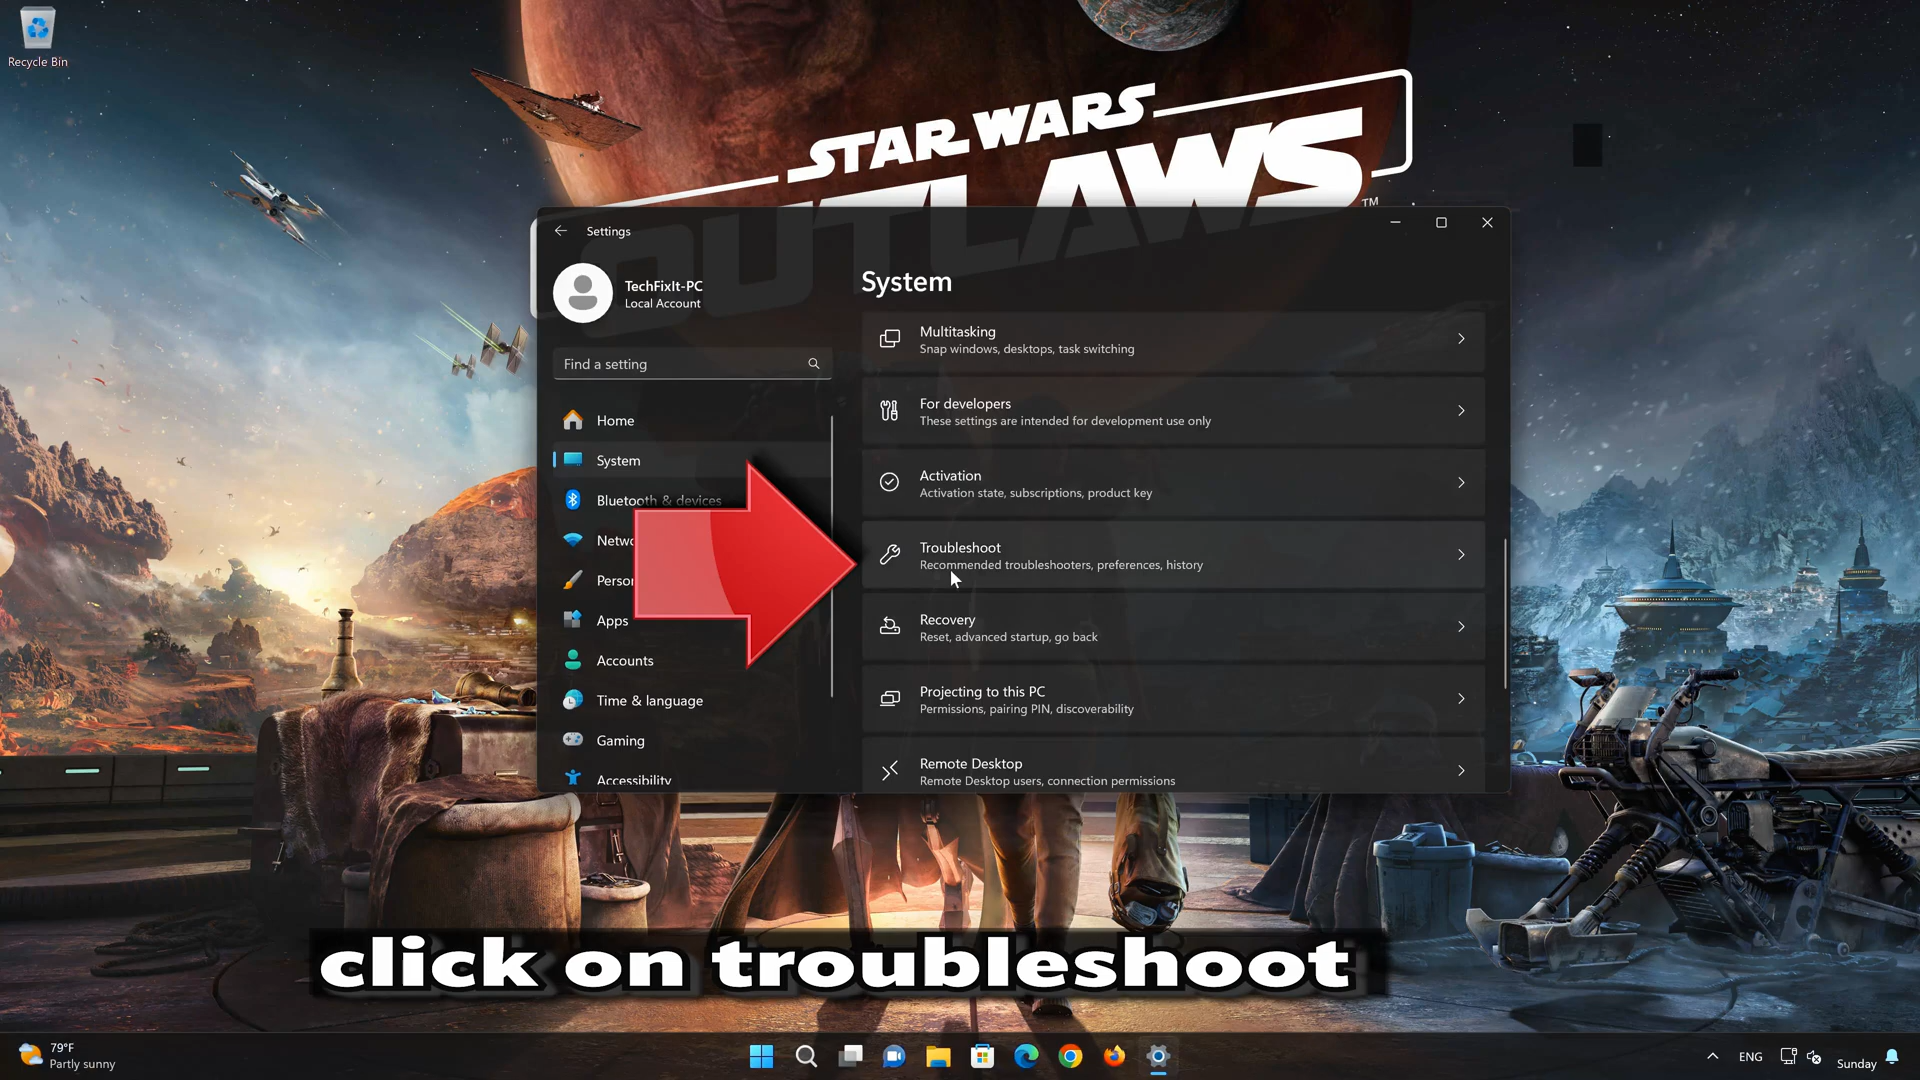 Recycle Bin
STAR WARS
OUTLAWS
TM
Settings
TechFixIt-PC
Local Account
Find a setting
Home
System
Bluetooth & devices
Netwo
Person
Apps
Accounts
Time & language
Gaming
Accessibility
System
Multitasking
Snap windows, desktops, task switching
For developers
These settings are intended for development use only
Activation
Activation state, subscriptions, product key
Troubleshoot
Recommended troubleshooters, preferences, history
Recovery
Reset, advanced startup, go back
Projecting to this PC
Permissions, pairing PIN, discoverability
Remote Desktop
Remote Desktop users, connection permissions
click on troubleshoot
79°F
Partly sunny
ENG
Sunday